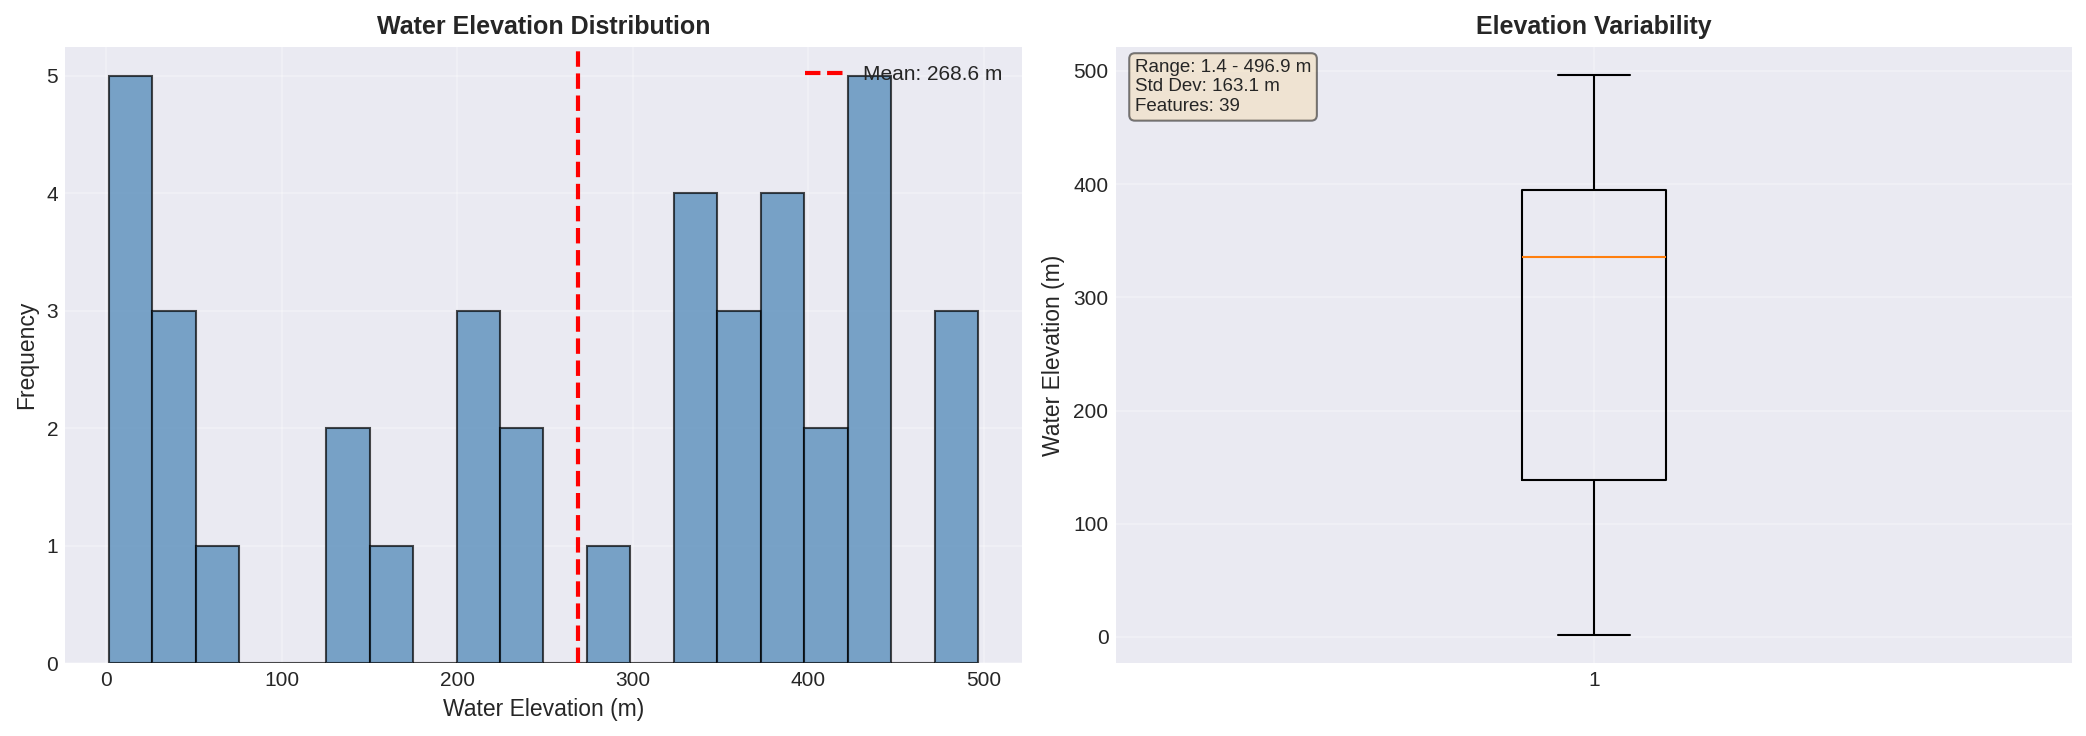 Water Elevation Distribution
Mean: 268.6 m
5
4
3
2
1
0
Frequency
0 100 200 300 400 500
Water Elevation (m)
Elevation Variability
Range: 1.4 - 496.9 m
Std Dev: 163.1 m
Features: 39
500
400
300
200
100
0
Water Elevation (m)
1